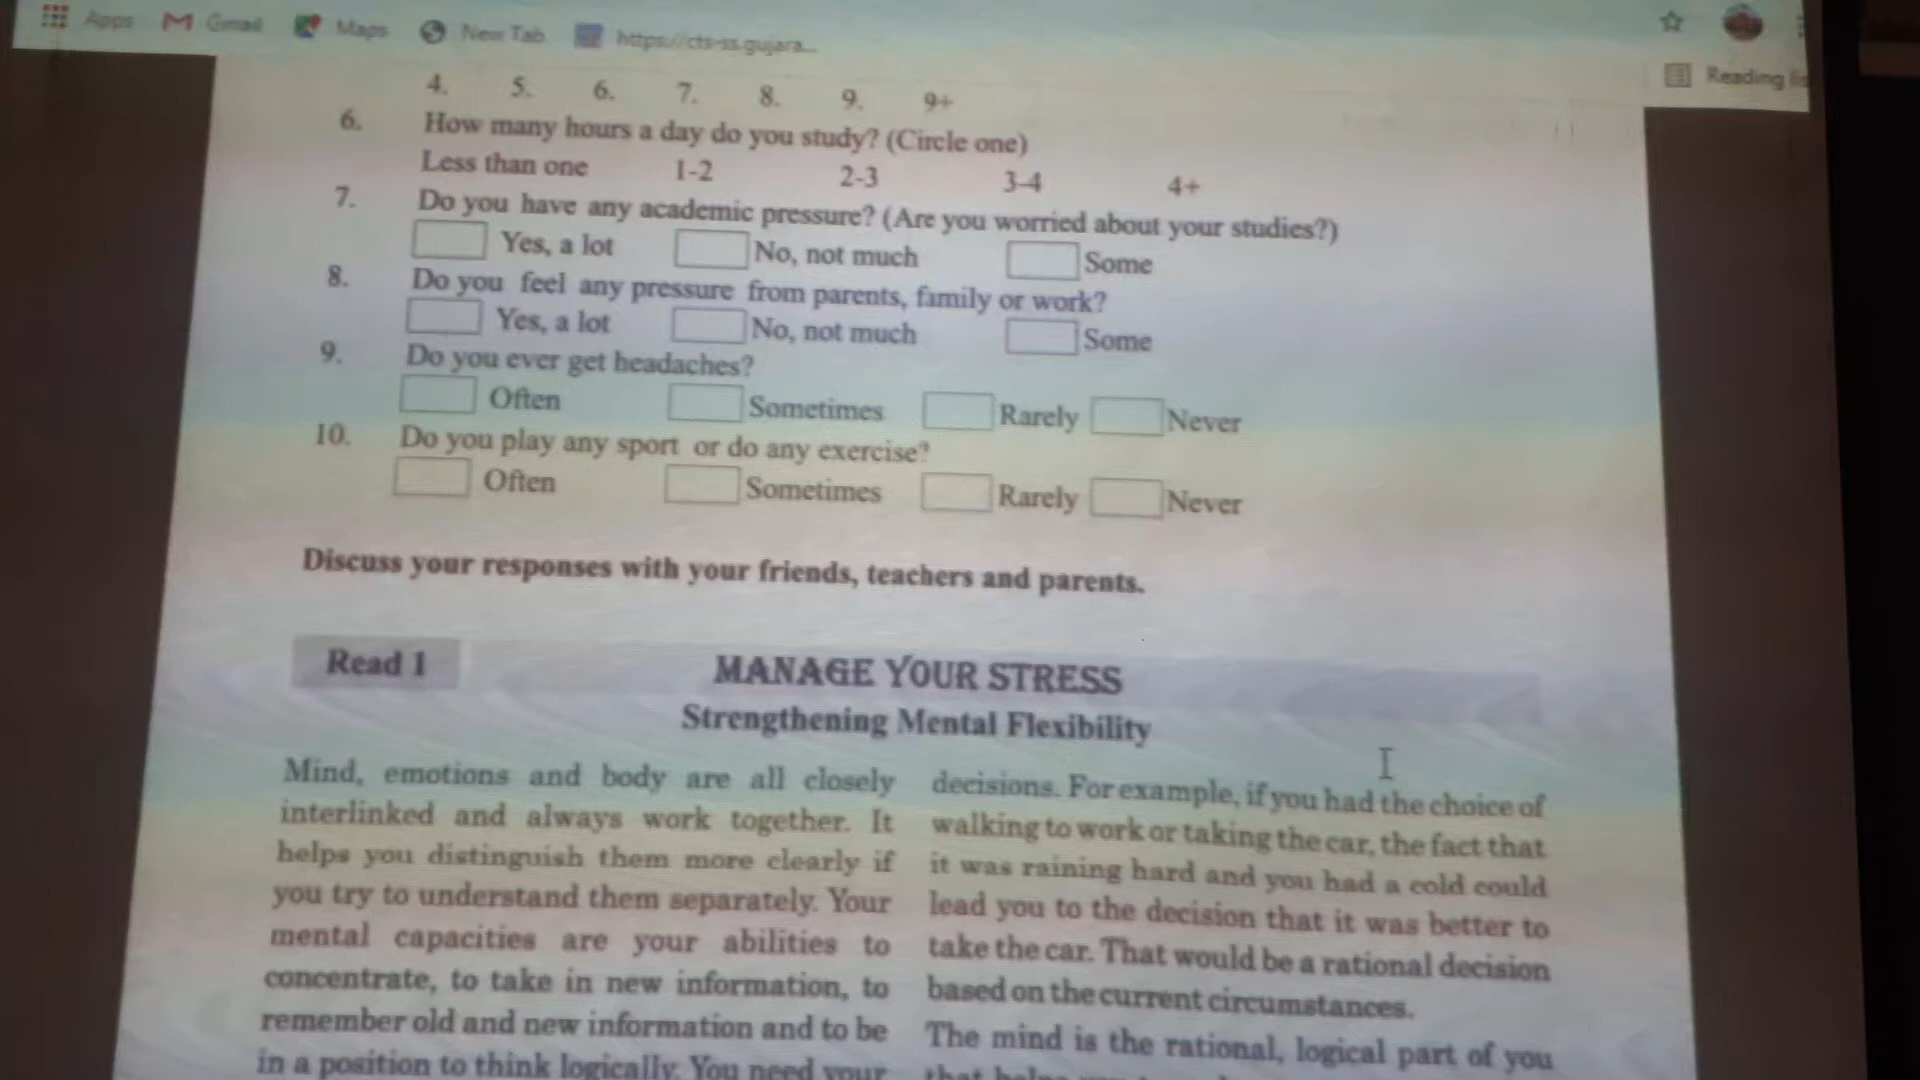 Apps Gmail Maps New Tab https://cts-ss.gujara...
Reading lis
4. 5. 6. 7. 8. 9. 9+
6. How many hours a day do you study? (Circle one)
Less than one 1-2 2-3 3-4 4+
7. Do you have any academic pressure? (Are you worried about your studies?)
Yes, a lot No, not much Some
8. Do you feel any pressure from parents, family or work?
Yes, a lot No, not much Some
9. Do you ever get headaches?
Often Sometimes Rarely Never
10. Do you play any sport or do any exercise?
Often Sometimes Rarely Never
Discuss your responses with your friends, teachers and parents.
Read 1 MANAGE YOUR STRESS
Strengthening Mental Flexibility
Mind, emotions and body are all closely
interlinked and always work together. It
helps you distinguish them more clearly if
you try to understand them separately. Your
mental capacities are your abilities to
concentrate, to take in new information, to
remember old and new information and to be
in a position to think logically. You need your
decisions. For example, if you had the choice of
walking to work or taking the car, the fact that
it was raining hard and you had a cold could
lead you to the decision that it was better to
take the car. That would be a rational decision
based on the current circumstances.
The mind is the rational, logical part of you
that helps